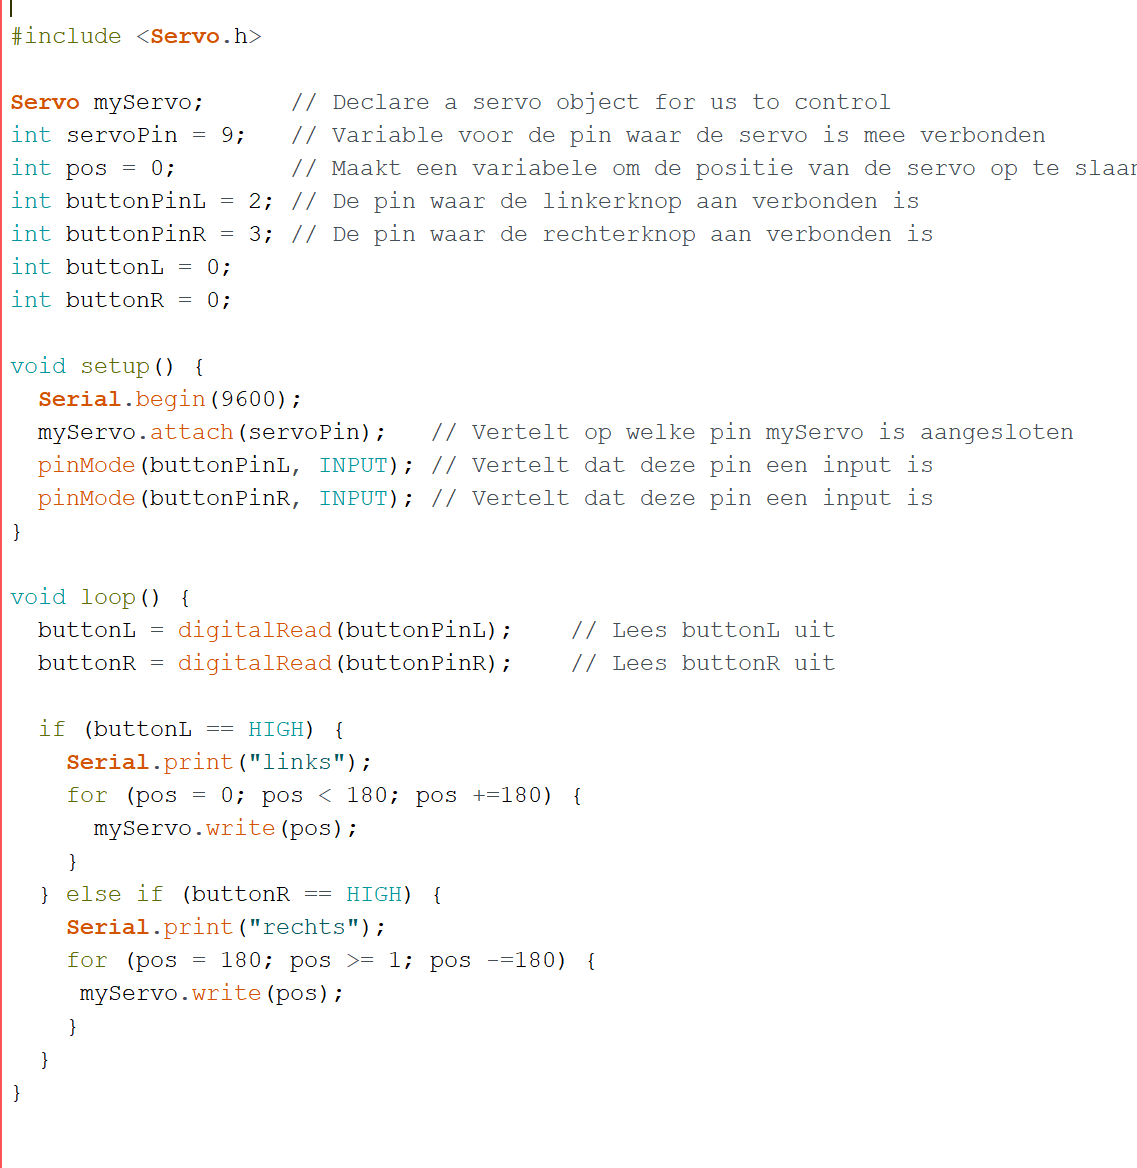 #include <Servo.h>
Servo myServo;      // Declare a servo object for us to control
int servoPin = 9;   // Variable voor de pin waar de servo is mee verbonden
int pos = 0;        // Maakt een variabele om de positie van de servo op te slaan
int buttonPinL = 2; // De pin waar de linkerknop aan verbonden is
int buttonPinR = 3; // De pin waar de rechterknop aan verbonden is
int buttonL = 0;
int buttonR = 0;
void setup() {
  Serial.begin(9600);
  myServo.attach(servoPin);   // Vertelt op welke pin myServo is aangesloten
  pinMode(buttonPinL, INPUT); // Vertelt dat deze pin een input is
  pinMode(buttonPinR, INPUT); // Vertelt dat deze pin een input is
}
void loop() {
  buttonL = digitalRead(buttonPinL);    // Lees buttonL uit
  buttonR = digitalRead(buttonPinR);    // Lees buttonR uit
  if (buttonL == HIGH) {
    Serial.print("links");
    for (pos = 0; pos < 180; pos +=180) {
      myServo.write(pos);
    }
  } else if (buttonR == HIGH) {
    Serial.print("rechts");
    for (pos = 180; pos >= 1; pos -=180) {
     myServo.write(pos);
    }
  }
}